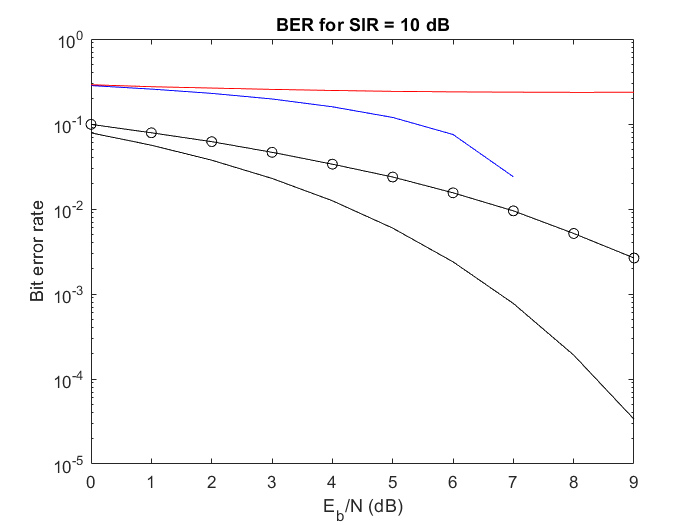 BER for SIR = 10 dB
10^0
10^-1
10^-2
10^-3
10^-4
10^-5
Bit error rate
0 1 2 3 4 5 6 7 8 9
E_b/N (dB)